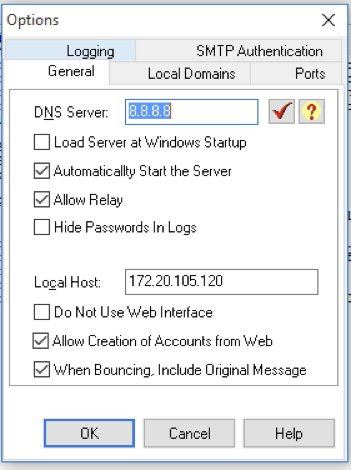 Options
Logging
SMTP Authentication
General
Local Domains
Ports
DNS Server: 8.8.8.8 ?
Load Server at Windows Startup
Automatically Start the Server
Allow Relay
Hide Passwords In Logs
Local Host: 172.20.105.120
Do Not Use Web Interface
Allow Creation of Accounts from Web
When Bouncing, Include Original Message
OK
Cancel
Help